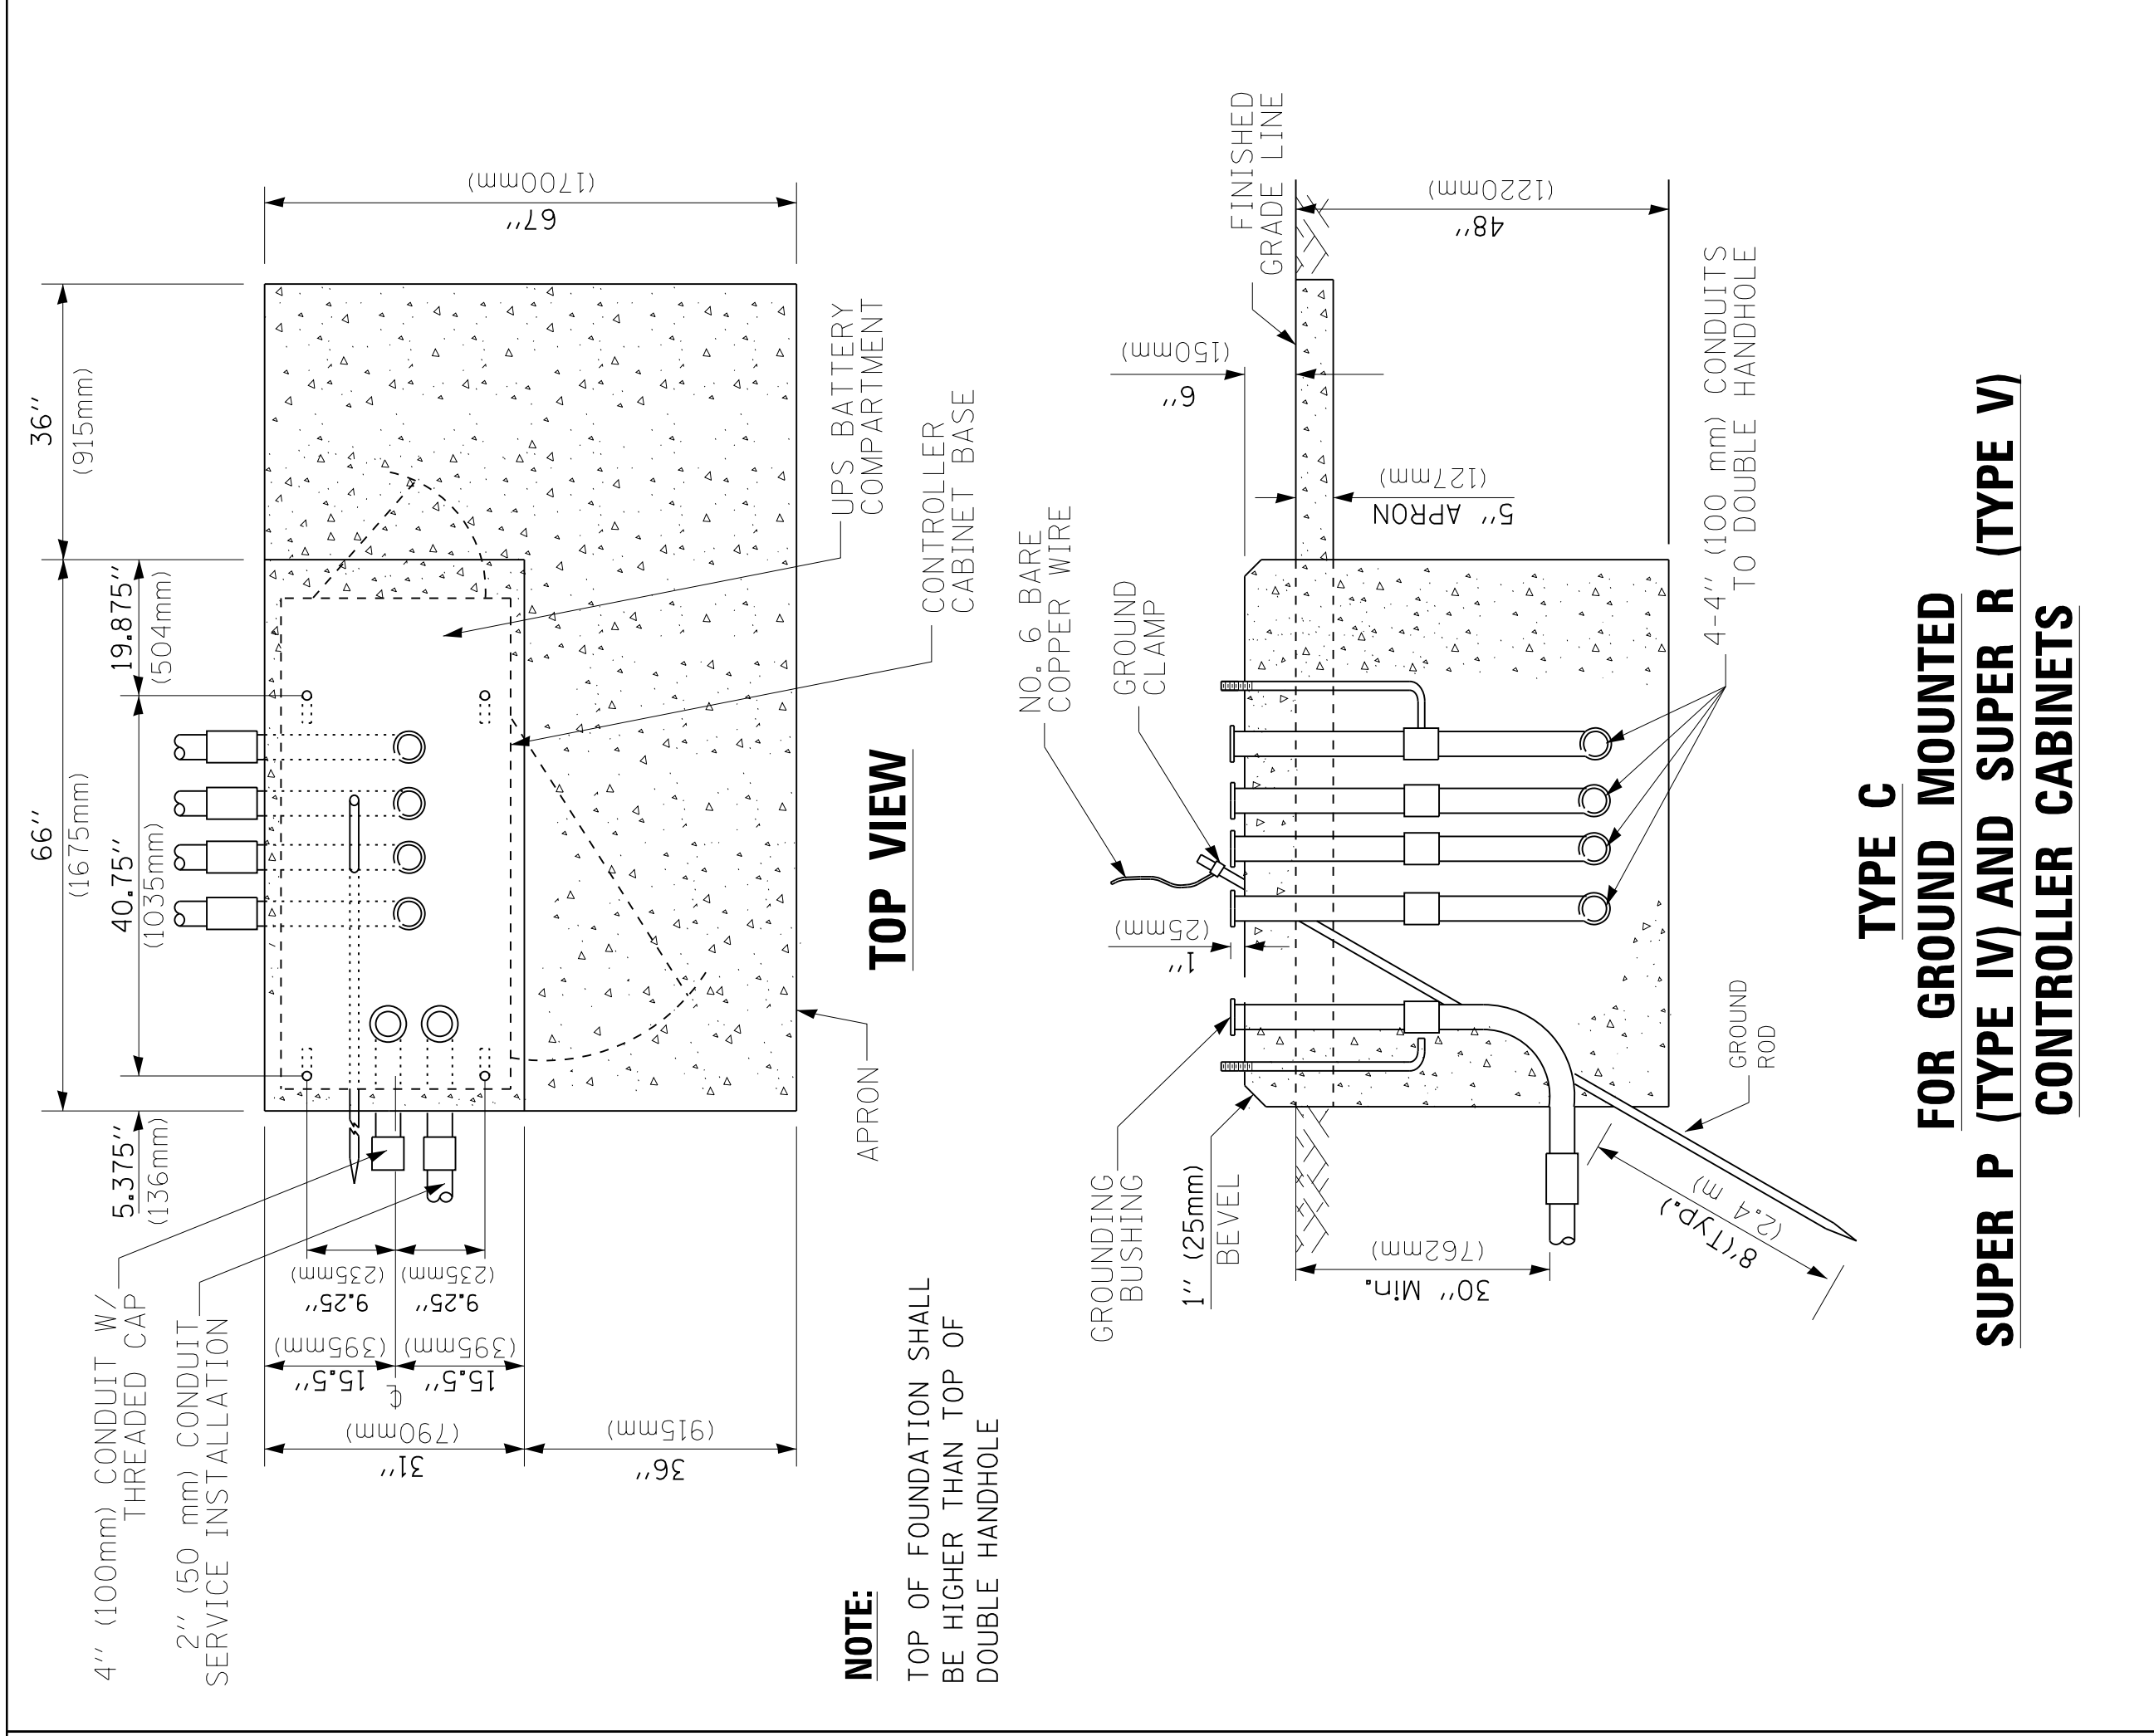 36"
(915mm)
66"
(1675mm)
19.875"
(504mm)
40.75"
(1035mm)
5.375"
(136mm)
67"
(1700mm)
4" (100mm) CONDUIT W/
THREADED CAP
2" (50 mm) CONDUIT
SERVICE INSTALLATION
9.25"
(235mm)
9.25"
(235mm)
15.5"
(395mm)
15.5"
(395mm)
℄
31"
(790mm)
36"
(915mm)
APRON
UPS BATTERY
COMPARTMENT
CONTROLLER
CABINET BASE
TOP VIEW
NOTE:
TOP OF FOUNDATION SHALL
BE HIGHER THAN TOP OF
DOUBLE HANDHOLE
NO. 6 BARE
COPPER WIRE
GROUND
CLAMP
FINISHED
GRADE LINE
6"
(150mm)
5" APRON
(127mm)
48"
(1220mm)
1"
(25mm)
GROUNDING
BUSHING
1" (25mm)
BEVEL
30" Min.
(762mm)
8'(Typ.)
(2.4 m)
GROUND
ROD
4-4" (100 mm) CONDUITS
TO DOUBLE HANDHOLE
TYPE C
FOR GROUND MOUNTED
SUPER P (TYPE IV) AND SUPER R (TYPE V)
CONTROLLER CABINETS